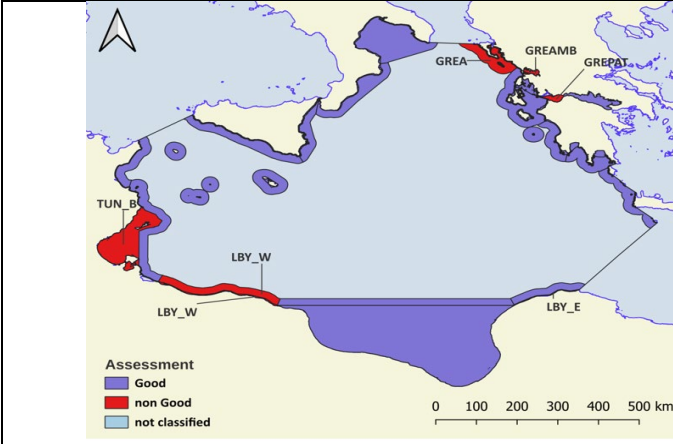 GREAMB
GREA
GREPAT
TUN_B
LBY_W
LBY_W
LBY_E
Assessment
Good
non Good
not classified
0 100 200 300 400 500 km